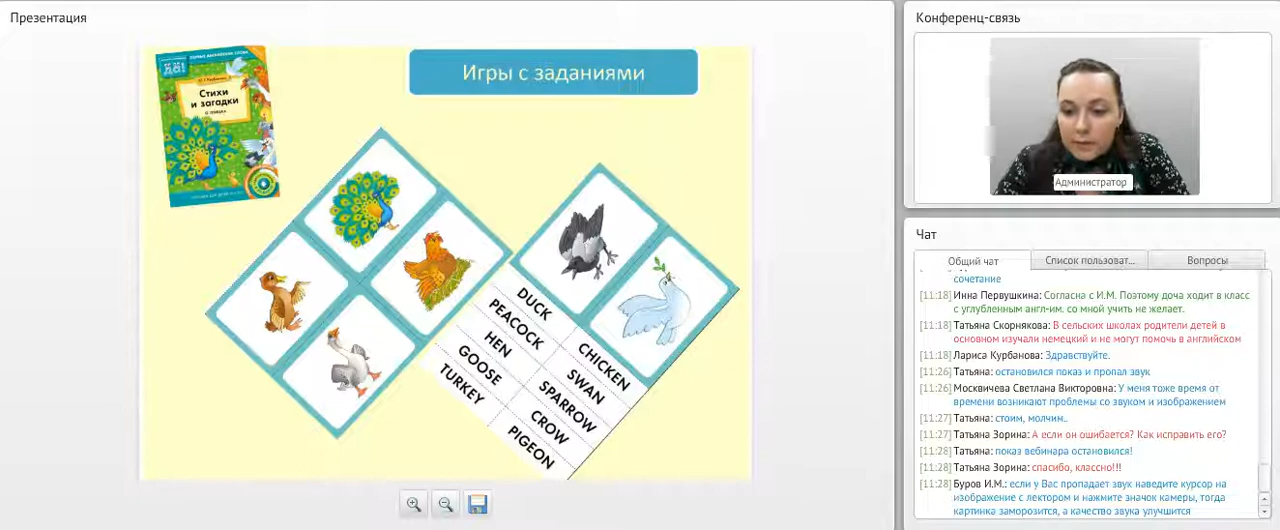 Презентация
Игры с заданиями
Стихи
и загадки
DUCK
PEACOCK
HEN
GOOSE
TURKEY
CHICKEN
SWAN
SPARROW
CROW
PIGEON
Конференц-связь
Администратор
Чат
Общий чат
Список пользоват...
Вопросы
сочетание
[11:18] Инна Первушкина: Согласна с И.М. Поэтому доча ходит в класс
с углубленным англ-им. со мной учить не желает.
[11:18] Татьяна Скорнякова: В сельских школах родители детей в
основном изучали немецкий и не могут помочь в английском
[11:18] Лариса Курбанова: Здравствуйте.
[11:26] Татьяна: остановился показ и пропал звук
[11:26] Москвичева Светлана Викторовна: У меня тоже время от
времени возникают проблемы со звуком и изображением
[11:27] Татьяна: стоим, молчим..
[11:27] Татьяна Зорина: А если он ошибается? Как исправить его?
[11:28] Татьяна: показ вебинара остановился!
[11:28] Татьяна Зорина: спасибо, классно!!!
[11:28] Буров И.М.: если у Вас пропадает звук наведите курсор на
изображение с лектором и нажмите значок камеры, тогда
картинка заморозится, а качество звука улучшится